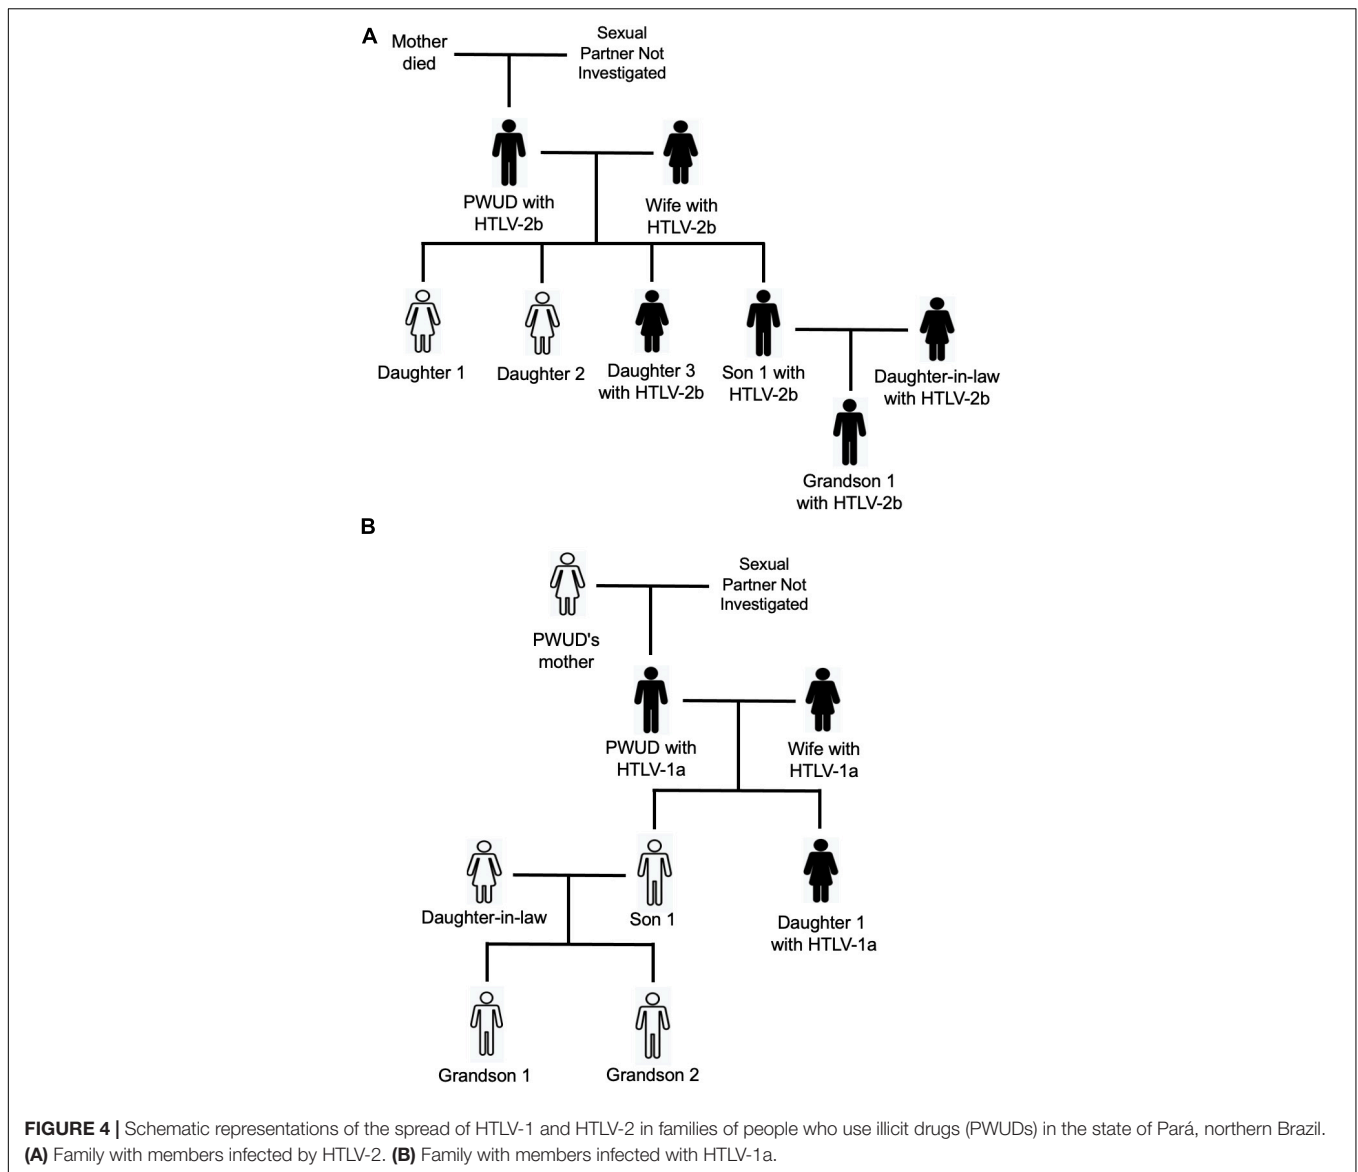 A
Mother
died
Sexual
Partner Not
Investigated
PWUD with
HTLV-2b
Wife with
HTLV-2b
Daughter 1
Daughter 2
Daughter 3
with HTLV-2b
Son 1 with
HTLV-2b
Daughter-in-law
with HTLV-2b
Grandson 1
with HTLV-2b
B
PWUD's
mother
Sexual
Partner Not
Investigated
PWUD with
HTLV-1a
Wife with
HTLV-1a
Daughter-in-law
Son 1
Daughter 1
with HTLV-1a
Grandson 1
Grandson 2
FIGURE 4 | Schematic representations of the spread of HTLV-1 and HTLV-2 in families of people who use illicit drugs (PWUDs) in the state of Pará, northern Brazil.
(A) Family with members infected by HTLV-2. (B) Family with members infected with HTLV-1a.